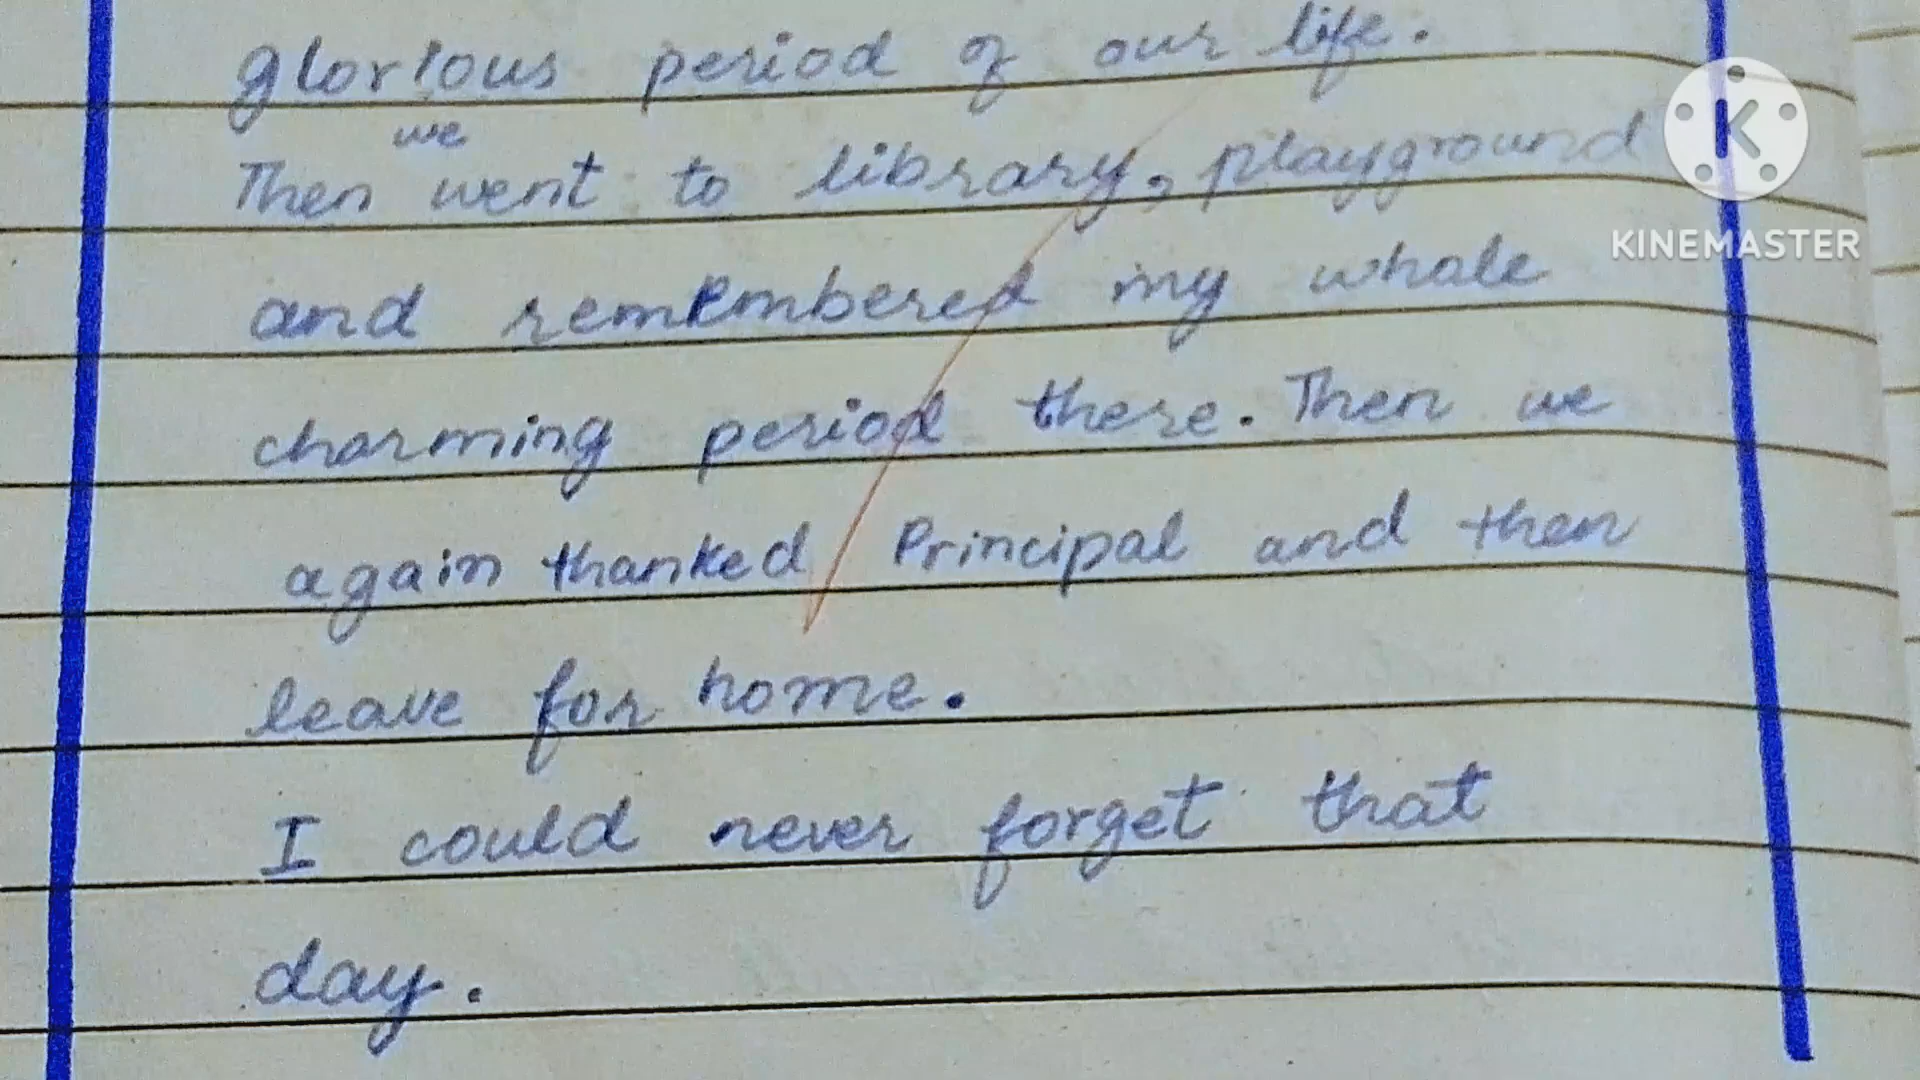 glorious period of our life.
we
Then went to library, playground
and remembered my whole
charming period there. Then we
again thanked Principal and then
leave for home.
I could never forget that
day.
KINEMASTER